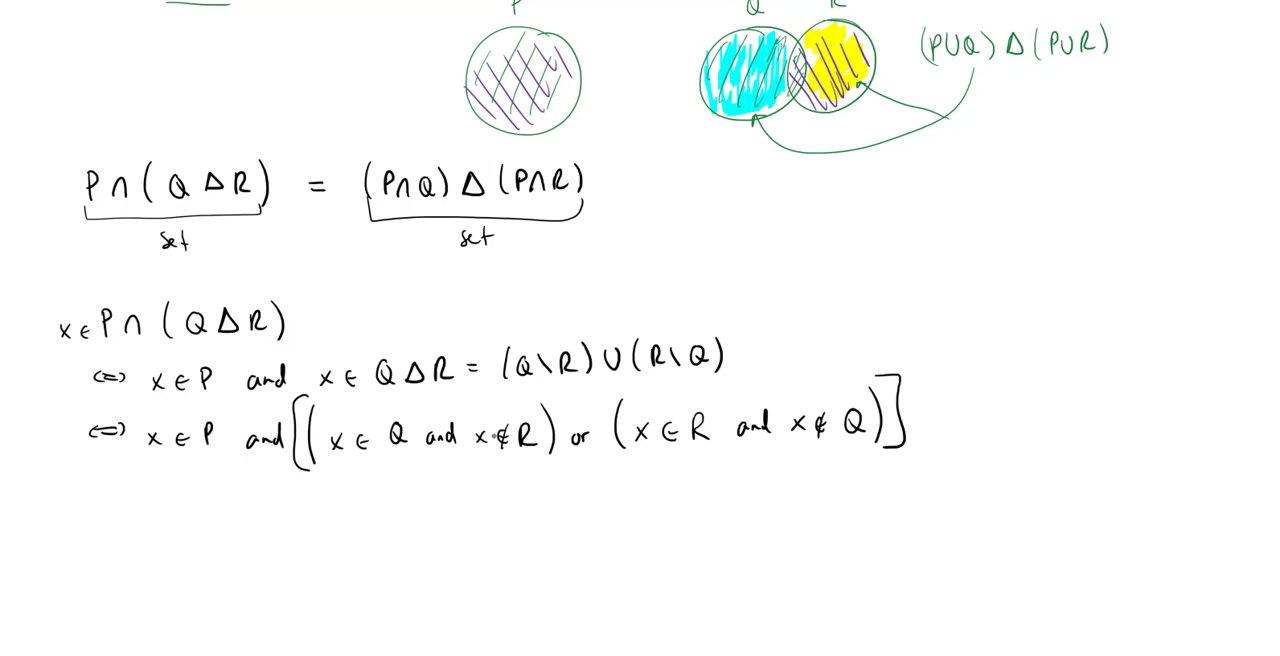 P Q R
(P∪Q) Δ (P∪R)
P ∩ ( Q Δ R ) = (P∩Q) Δ (P∩R)
set set
x ∈ P ∩ ( Q Δ R )
⇔ x ∈ P and x ∈ Q Δ R = (Q \ R) ∪ (R \ Q)
⇔ x ∈ P and [( x ∈ Q and x ∉ R) or ( x ∈ R and x ∉ Q )]